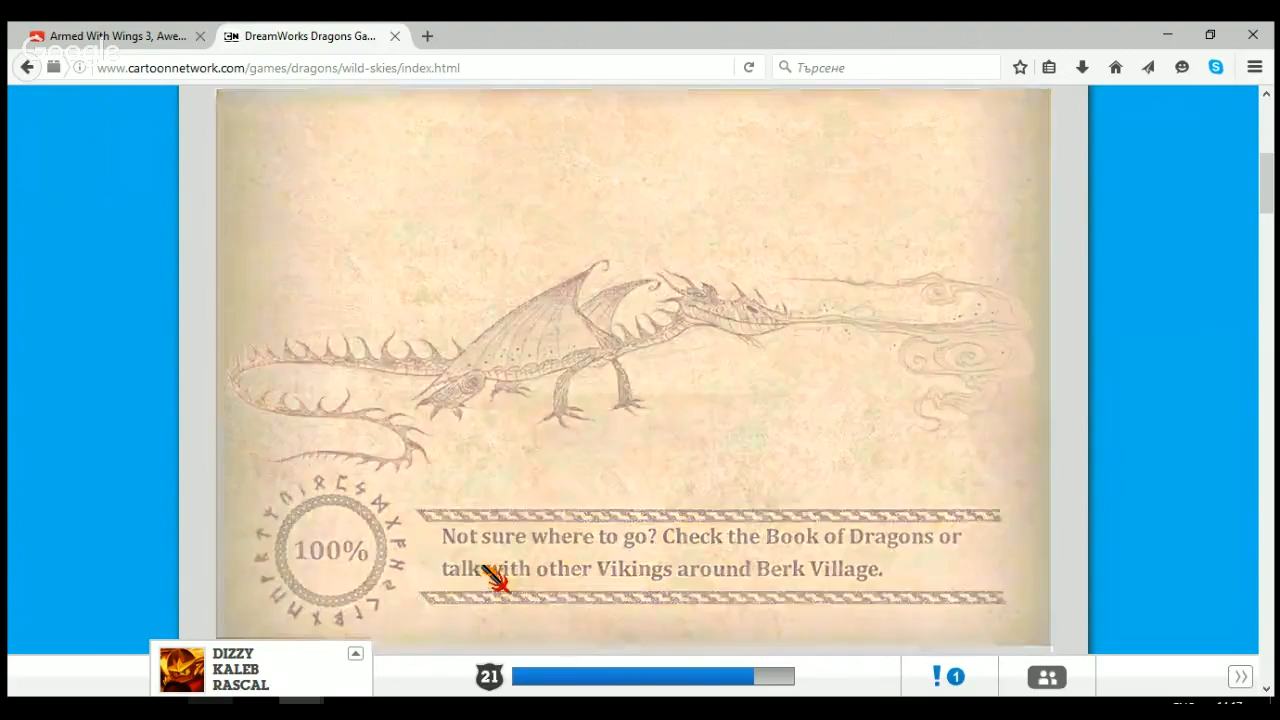 Armed With Wings 3, Awe...
CN DreamWorks Dragons Ga...
Google
www.cartoonnetwork.com/games/dragons/wild-skies/index.html
Търсене
100%
Not sure where to go? Check the Book of Dragons or
talk with other Vikings around Berk Village.
DIZZY
KALEB
RASCAL
21
! 1